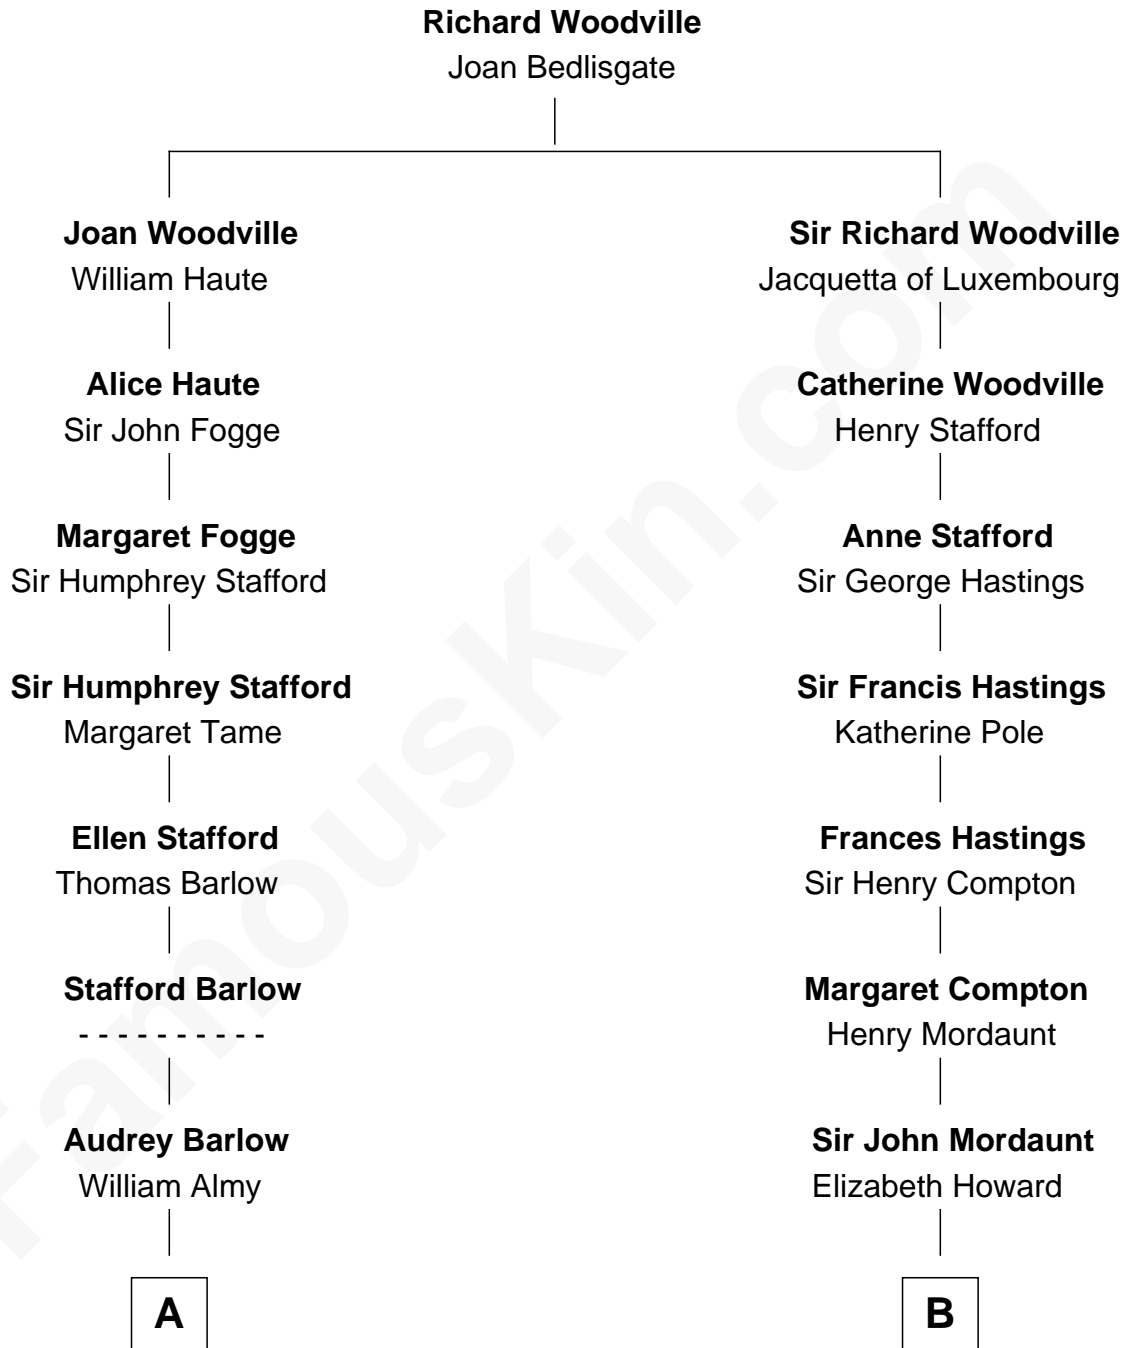 Richard Woodville
Joan Bedlisgate
Joan Woodville
William Haute
Alice Haute
Sir John Fogge
Margaret Fogge
Sir Humphrey Stafford
Sir Humphrey Stafford
Margaret Tame
Ellen Stafford
Thomas Barlow
Stafford Barlow
- - - - - - - - - -
Audrey Barlow
William Almy
A
Sir Richard Woodville
Jacquetta of Luxembourg
Catherine Woodville
Henry Stafford
Anne Stafford
Sir George Hastings
Sir Francis Hastings
Katherine Pole
Frances Hastings
Sir Henry Compton
Margaret Compton
Henry Mordaunt
Sir John Mordaunt
Elizabeth Howard
B
FamousKin.com